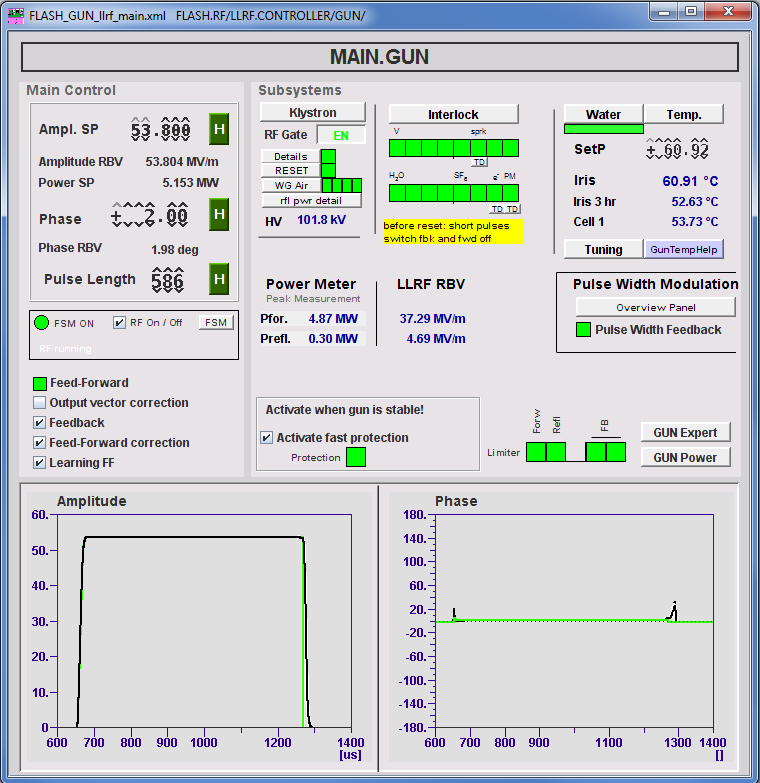 FLASH_GUN_llrf_main.xml FLASH.RF/LLRF.CONTROLLER/GUN/
MAIN.GUN
Main Control
Ampl. SP 53.800 H
Amplitude RBV 53.804 MV/m
Power SP 5.153 MW
Phase + 2.00 H
Phase RBV 1.98 deg
Pulse Length 586 H
FSM ON RF On / Off FSM
RF running
Feed-Forward
Output vector correction
Feedback
Feed-Forward correction
Learning FF
Subsystems
Klystron
RF Gate EN
Details
RESET
WG Air
rfl pwr detail
HV 101.8 kV
Interlock
V sprk
TD
H2O SF6 e- PM
TD TD
before reset: short pulses
switch fbk and fwd off
Water Temp.
SetP + 60.92
Iris 60.91 °C
Iris 3 hr 52.63 °C
Cell 1 53.73 °C
Tuning GunTempHelp
Power Meter LLRF RBV
Peak Measurement
Pfor. 4.87 MW 37.29 MV/m
Prefl. 0.30 MW 4.69 MV/m
Pulse Width Modulation
Overview Panel
Pulse Width Feedback
Activate when gun is stable!
Activate fast protection
Protection
Limiter Forw Refl FB
GUN Expert
GUN Power
Amplitude
60.
50.
40.
30.
20.
10.
0
600 700 800 900 1000 1200 1400
[us]
Phase
180.
140.
100.
60.
20.
-20.
-60.
-100.
-140.
-180.
600 700 800 900 1100 1300 1400
[]